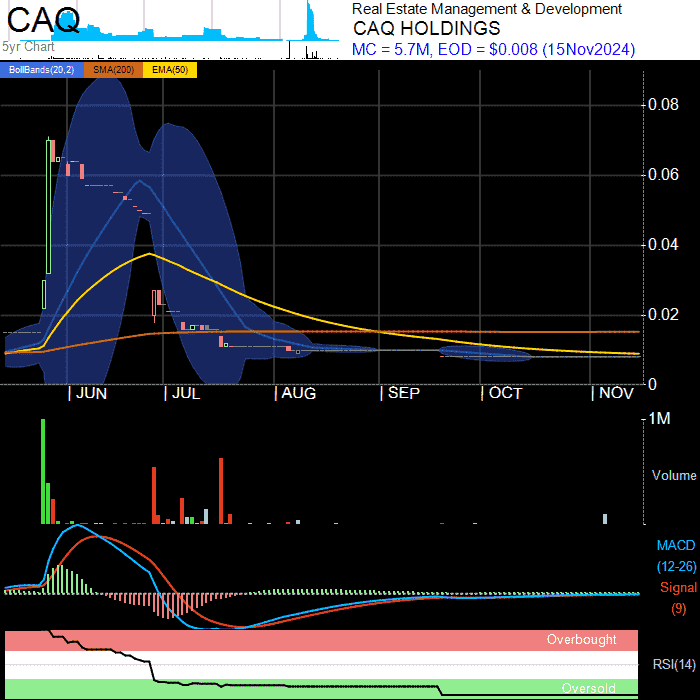 CAQ
5yr Chart
Real Estate Management & Development
CAQ HOLDINGS
MC = 5.7M, EOD = $0.008 (15Nov2024)
BollBands(20,2) SMA(200) EMA(50)
0.08
0.06
0.04
0.02
0
| JUN | JUL | AUG | SEP | OCT | NOV
1M
Volume
MACD
(12-26)
Signal
(9)
Overbought
RSI(14)
Oversold